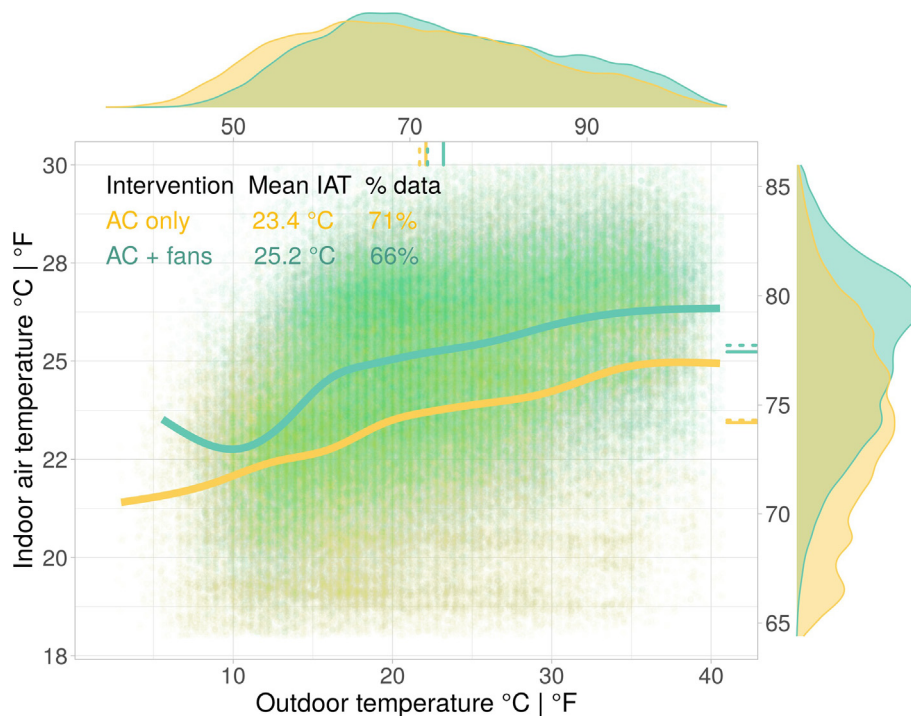 50 70 90
30
Intervention Mean IAT % data
AC only 23.4 °C 71%
AC + fans 25.2 °C 66%
28
25
22
20
18
Indoor air temperature °C | °F
85
80
75
70
65
10 20 30 40
Outdoor temperature °C | °F